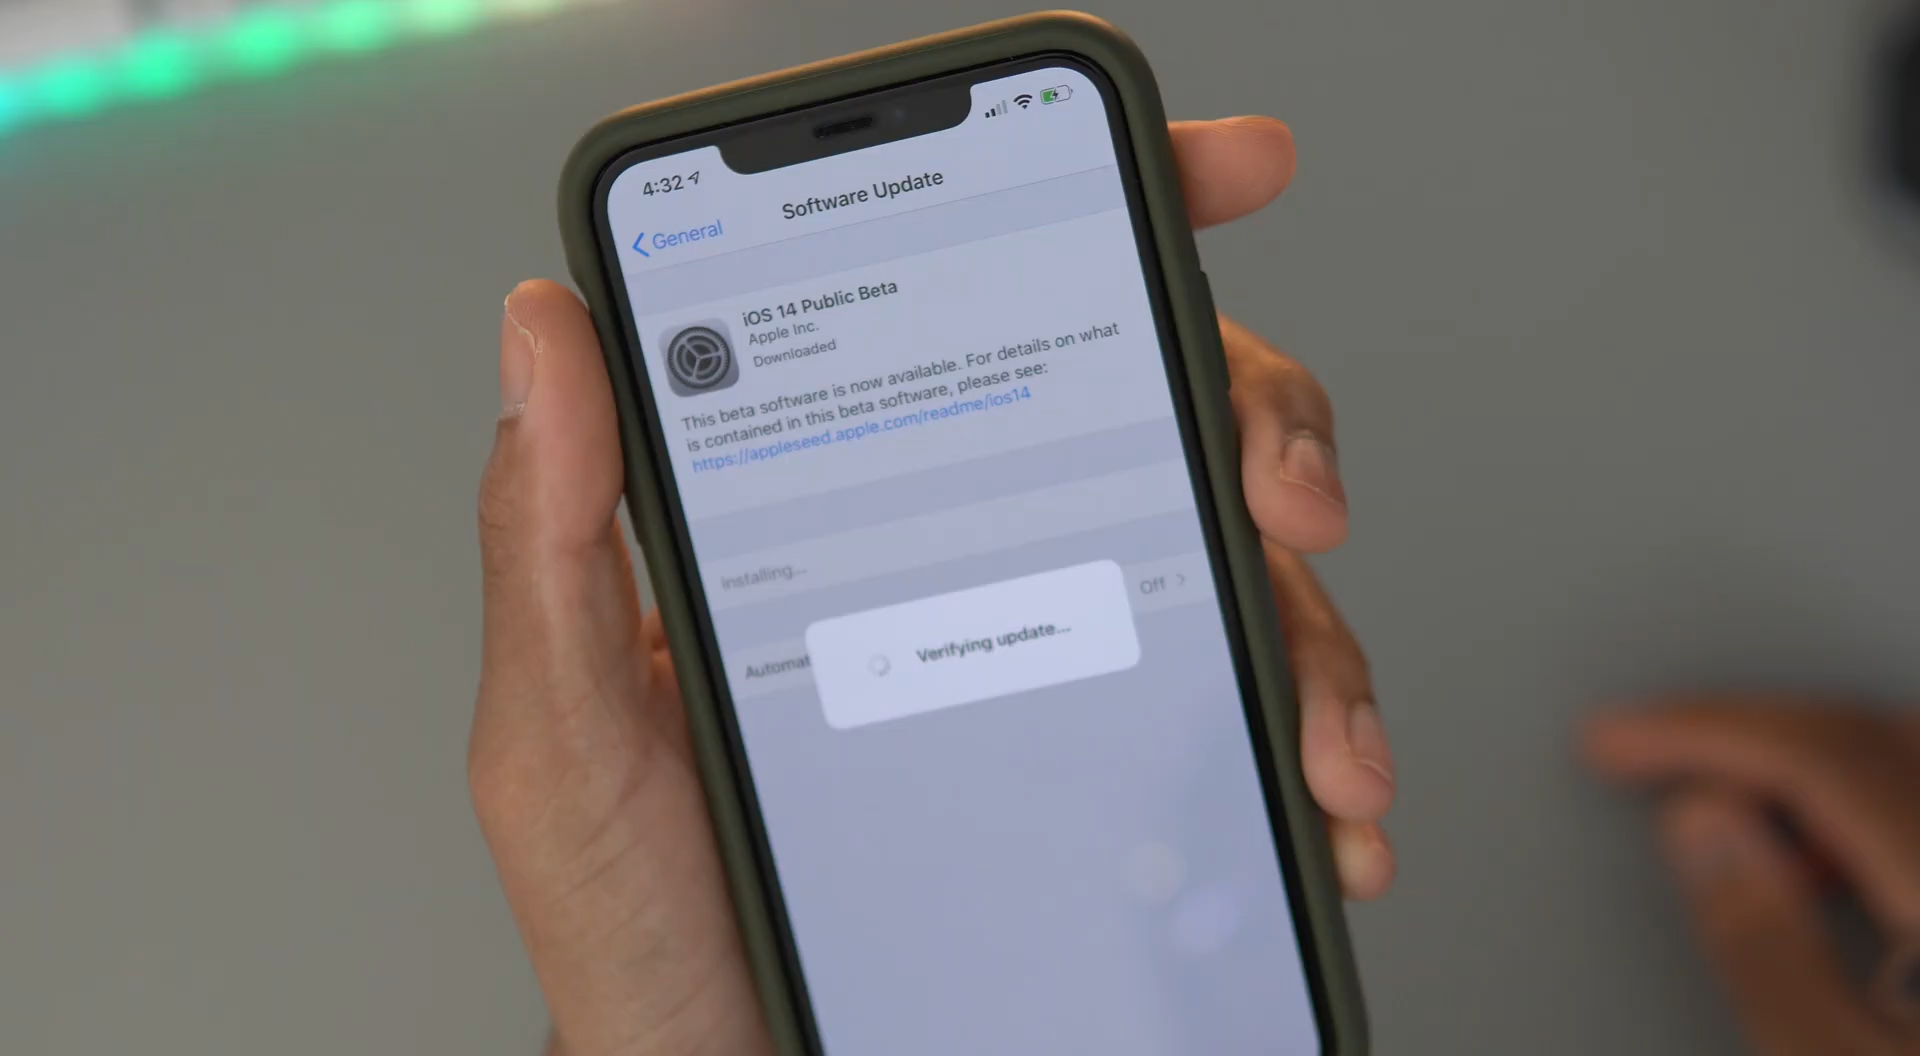 4:32
General
Software Update
iOS 14 Public Beta
Apple Inc.
Downloaded
This beta software is now available. For details on what
is contained in this beta software, please see:
https://appleseed.apple.com/readme/ios14
Installing...
Automat
Off
Verifying update...